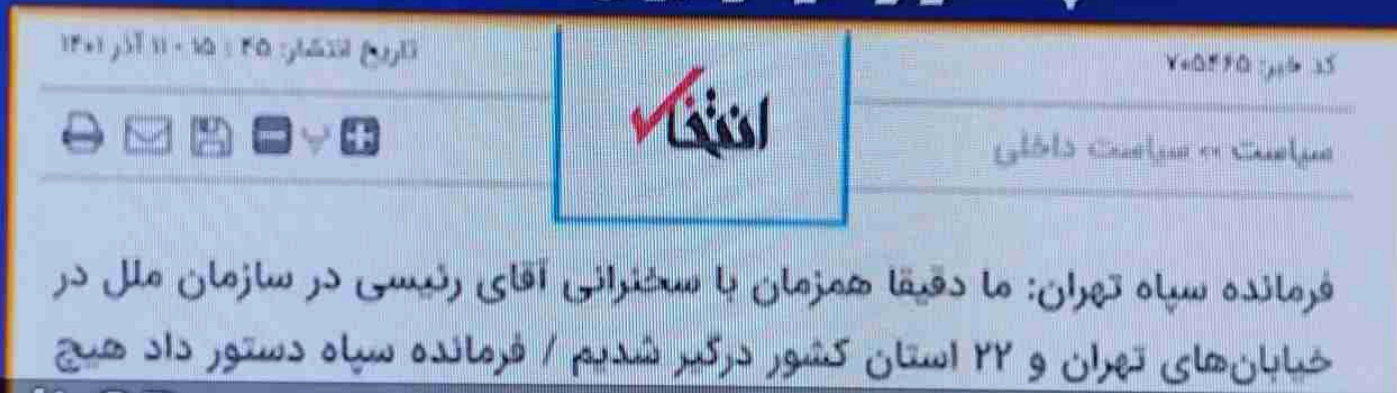 کد خبر: ۷۰۵۴۶۵
تاریخ انتشار: ۴۵ : ۱۵ - ۱۱ آذر ۱۴۰۱
انتخاب
سیاست » سیاست داخلی
پ
فرمانده سپاه تهران: ما دقیقا همزمان با سخنرانی آقای رئیسی در سازمان ملل در
خیابان‌های تهران و ۲۲ استان کشور درگیر شدیم / فرمانده سپاه دستور داد هیچ